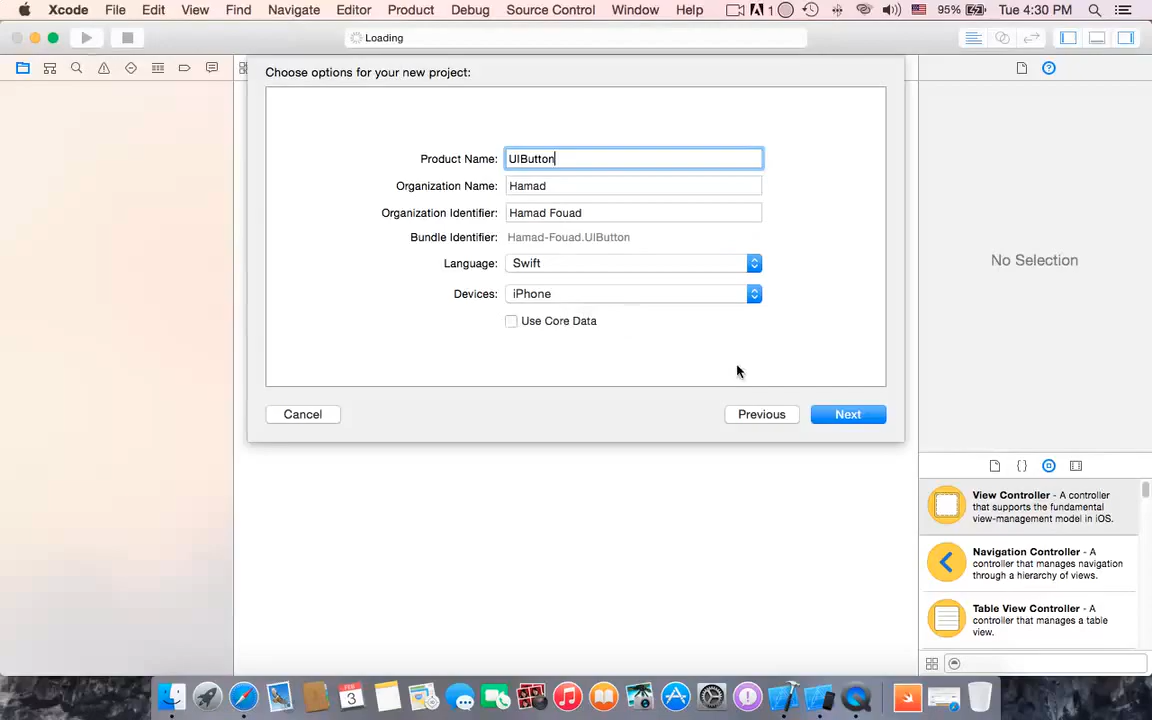 Xcode File Edit View Find Navigate Editor Product Debug Source Control Window Help 1 95% Tue 4:30 PM
Loading
Choose options for your new project:
Product Name: UIButton
Organization Name: Hamad
Organization Identifier: Hamad Fouad
Bundle Identifier: Hamad-Fouad.UIButton
Language: Swift
Devices: iPhone
Use Core Data
Cancel Previous Next
No Selection
View Controller - A controller
that supports the fundamental
view-management model in iOS.
Navigation Controller - A
controller that manages navigation
through a hierarchy of views.
Table View Controller - A
controller that manages a table
view.
FEB
3